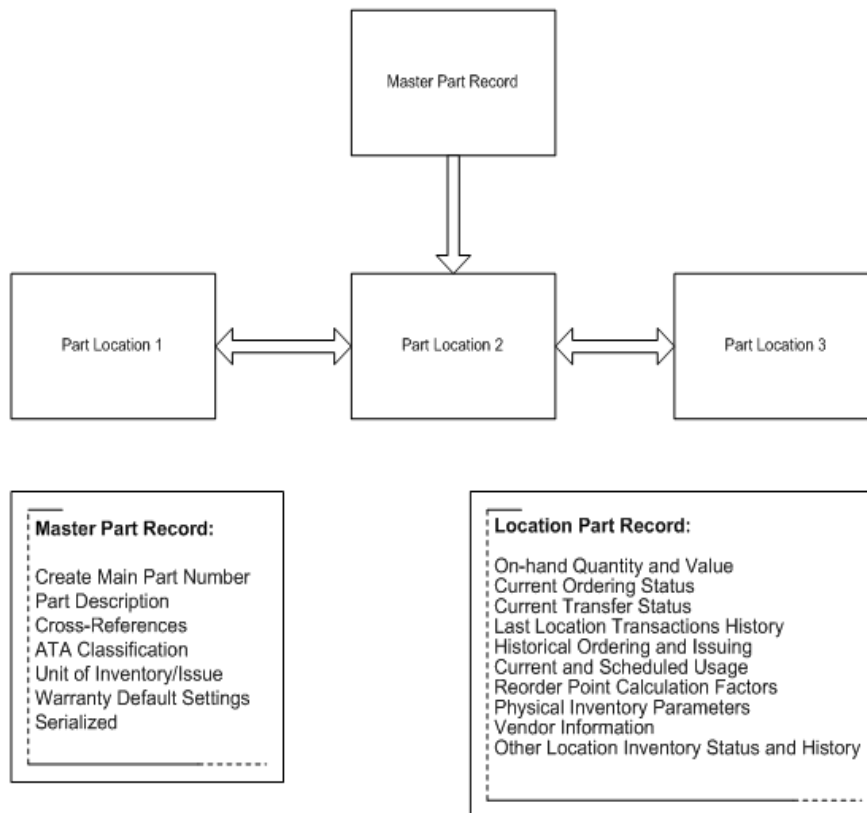 Master Part Record
Part Location 1
Part Location 2
Part Location 3
Master Part Record:
Create Main Part Number
Part Description
Cross-References
ATA Classification
Unit of Inventory/Issue
Warranty Default Settings
Serialized
Location Part Record:
On-hand Quantity and Value
Current Ordering Status
Current Transfer Status
Last Location Transactions History
Historical Ordering and Issuing
Current and Scheduled Usage
Reorder Point Calculation Factors
Physical Inventory Parameters
Vendor Information
Other Location Inventory Status and History